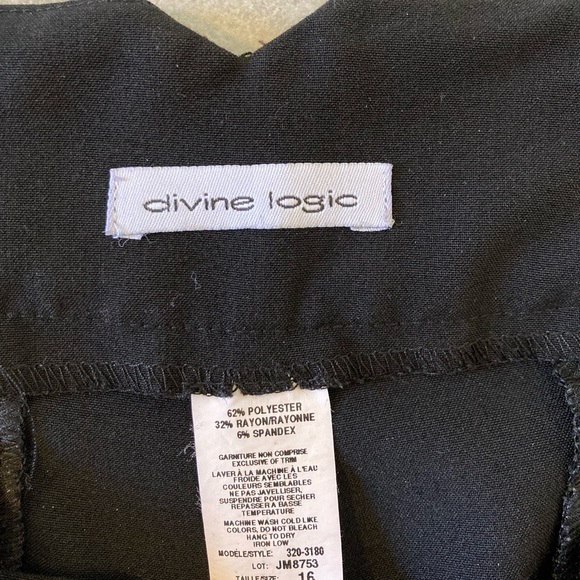 divine logic
62% POLYESTER
32% RAYON/RAYONNE
6% SPANDEX
GARNITURE NON COMPRISE
EXCLUSIVE OF TRIM
LAVER À LA MACHINE À L'EAU
FROIDE AVEC LES
COULEURS SEMBLABLES
NE PAS JAVELLISER,
SUSPENDRE POUR SECHER
REPASSER A BASSE
TEMPERATURE
MACHINE WASH COLD LIKE
COLORS, DO NOT BLEACH
HANG TO DRY
IRON LOW
MODÈLE/STYLE: 320-3180
LOT: JM8753
TAILLE/SIZE: 16